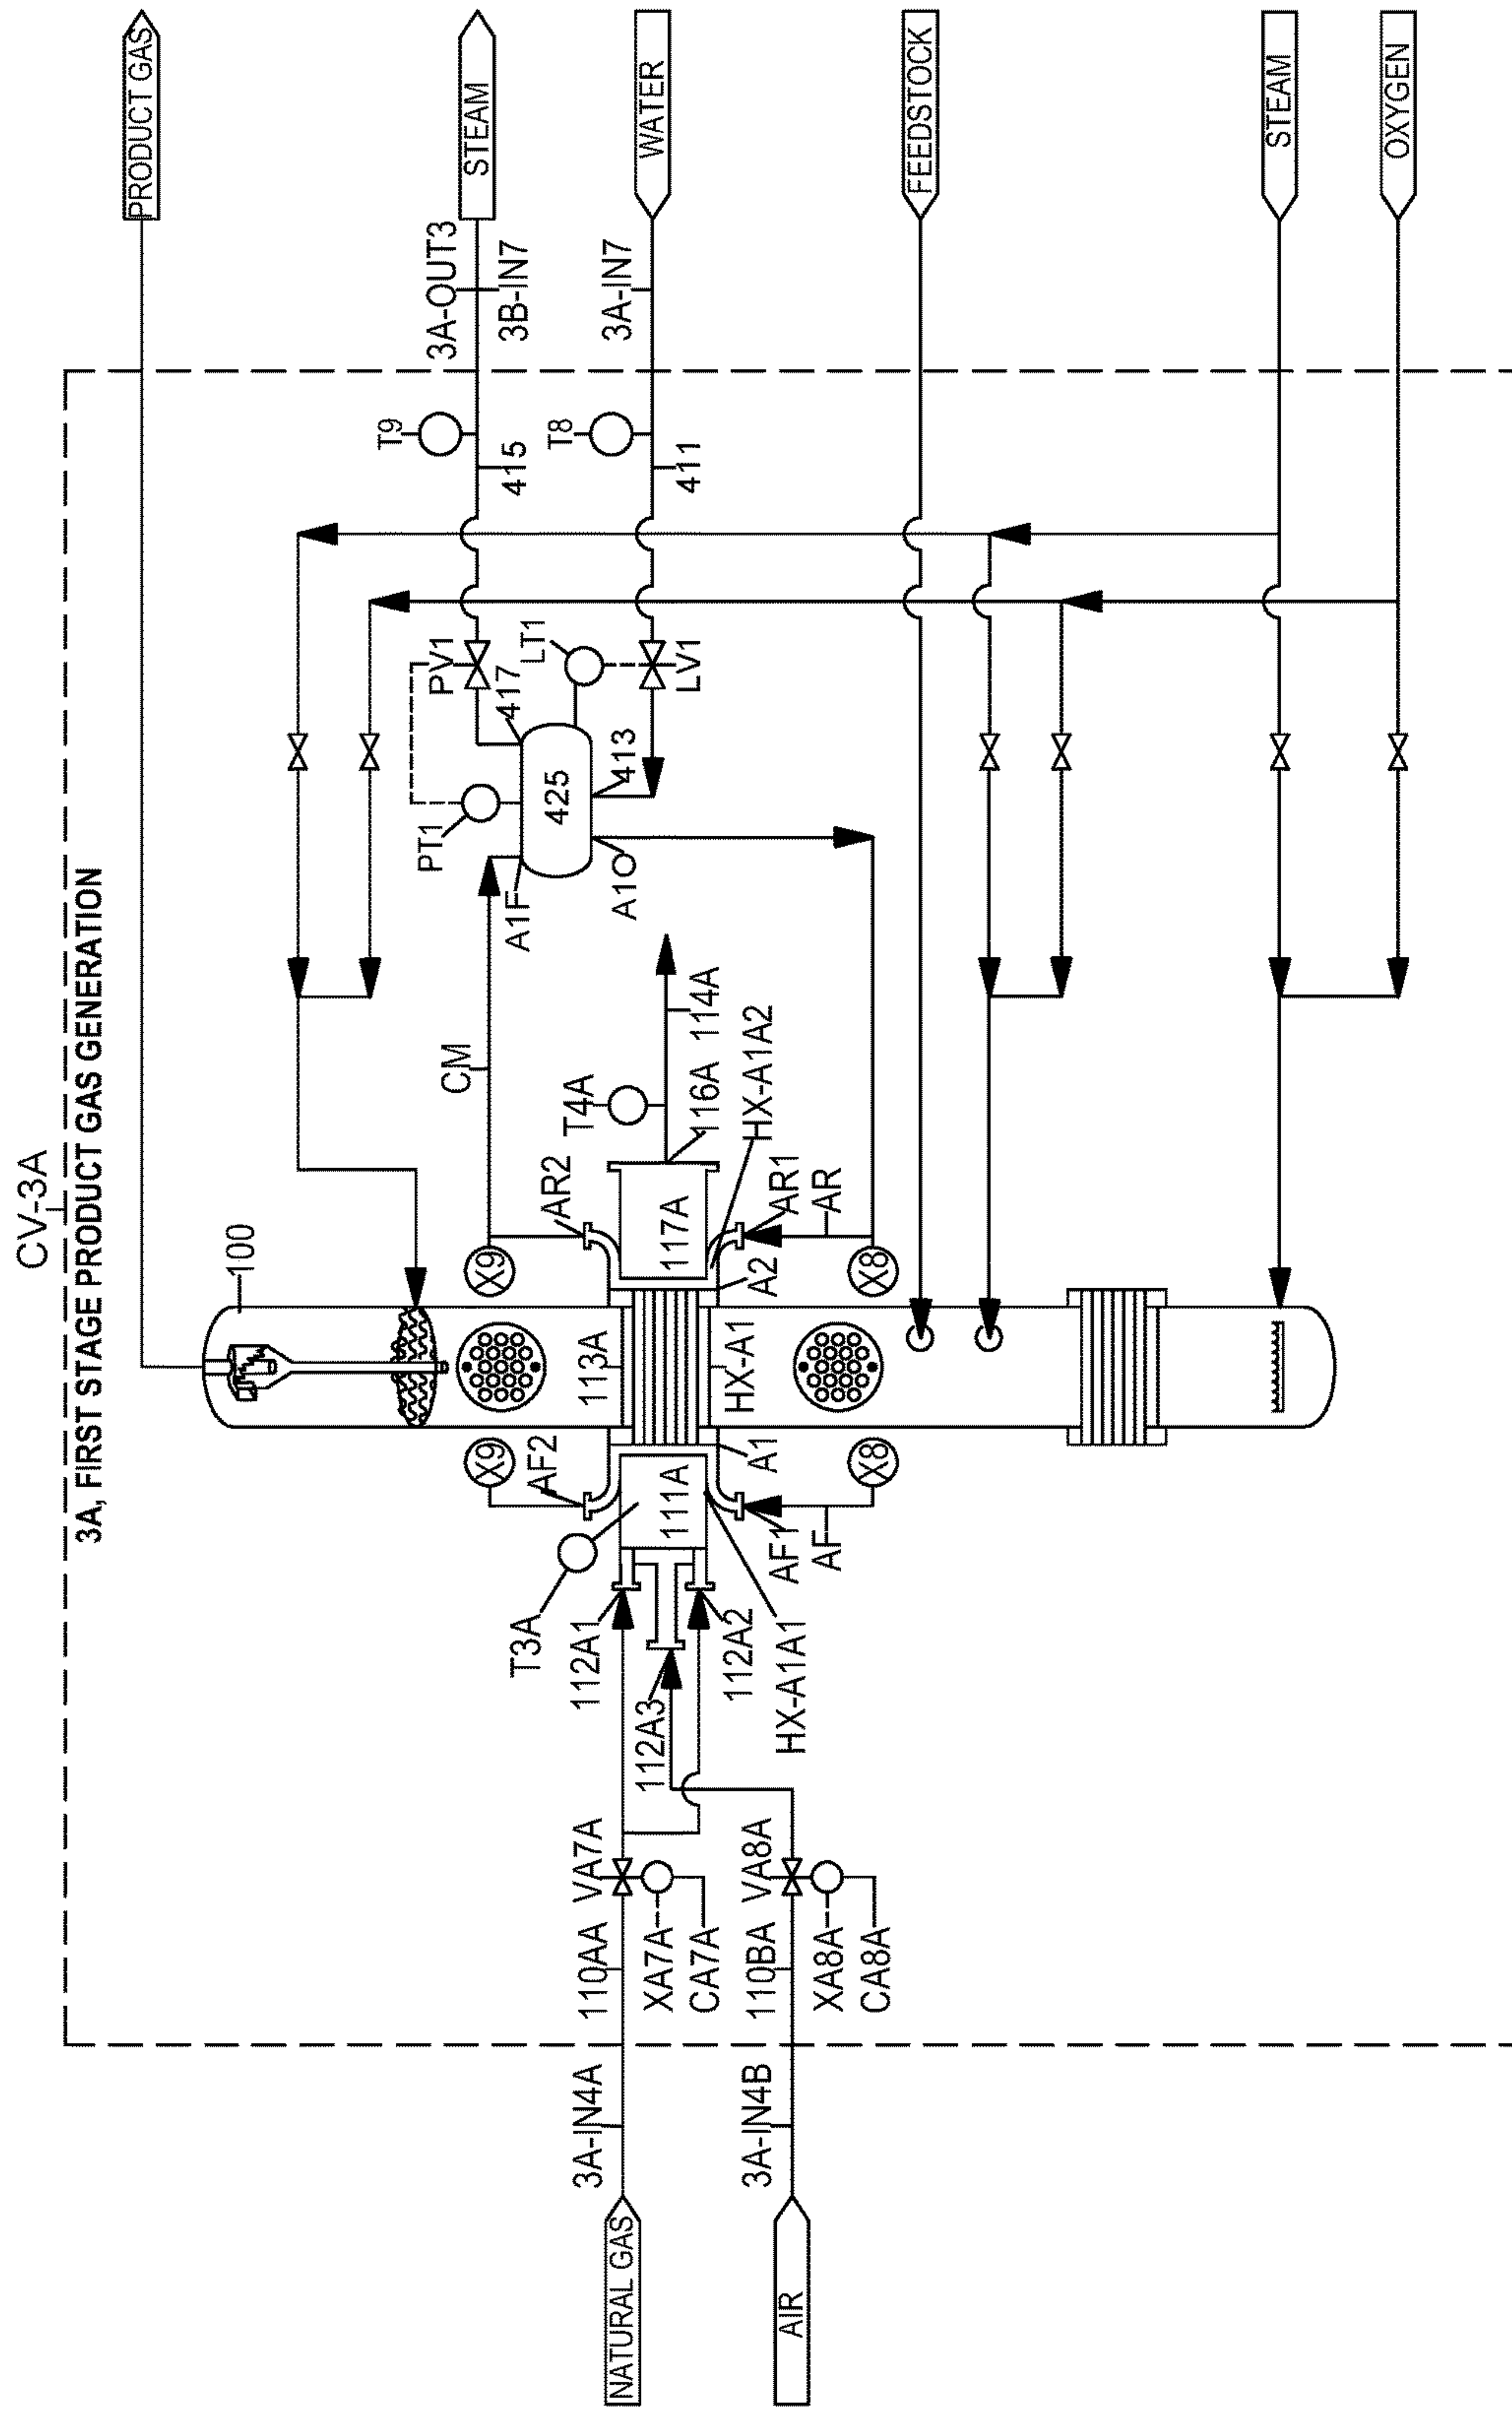 CV-3A
3A, FIRST STAGE PRODUCT GAS GENERATION
PRODUCT GAS
STEAM
WATER
FEEDSTOCK
STEAM
OXYGEN
3A-OUT3
3B-IN7
3A-IN7
T9
415
T8
411
PV1
417
LT1
LV1
413
425
PT1
A1F
A1O
CM
T4A
116A
114A
HX-A1A2
AR2
AR1
AR
117A
A2
X9
X8
100
113A
HX-A1
X9
AF2
A1
X8
111A
AF1
AF
T3A
112A1
112A2
112A3
HX-A1A1
VA7A
110AA
XA7A
CA7A
VA8A
110BA
XA8A
CA8A
3A-IN4A
3A-IN4B
NATURAL GAS
AIR